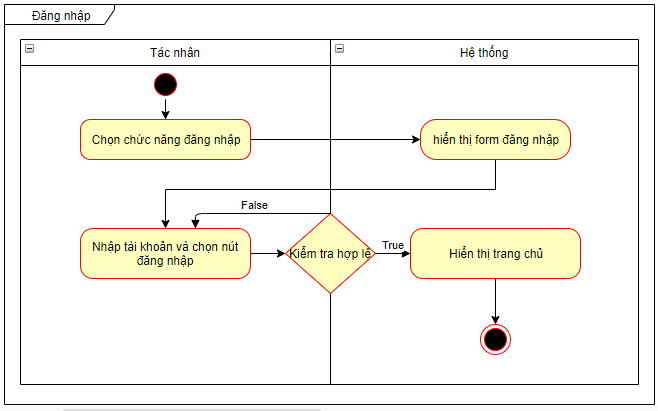 Đăng nhập
Tác nhân
Hệ thống
Chọn chức năng đăng nhập
hiển thị form đăng nhập
False
Nhập tài khoản và chọn nút
đăng nhập
Kiểm tra hợp lề
True
Hiển thị trang chủ